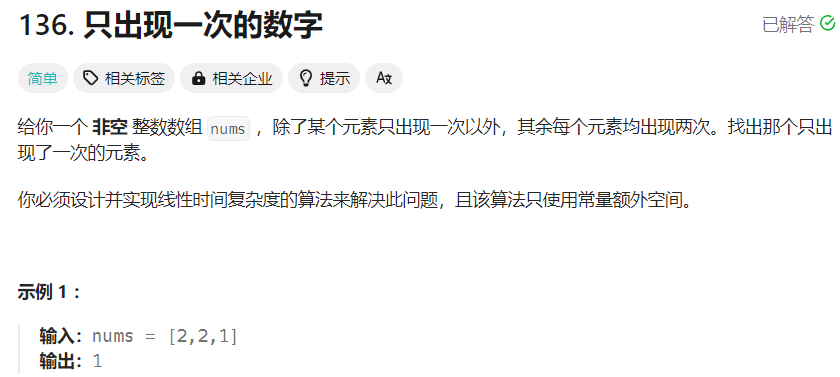 136. 只出现一次的数字
已解答
简单 相关标签 相关企业 提示 Ax
给你一个 非空 整数数组 nums ，除了某个元素只出现一次以外，其余每个元素均出现两次。找出那个只出
现了一次的元素。
你必须设计并实现线性时间复杂度的算法来解决此问题，且该算法只使用常量额外空间。
示例 1 ：
输入：nums = [2,2,1]
输出：1